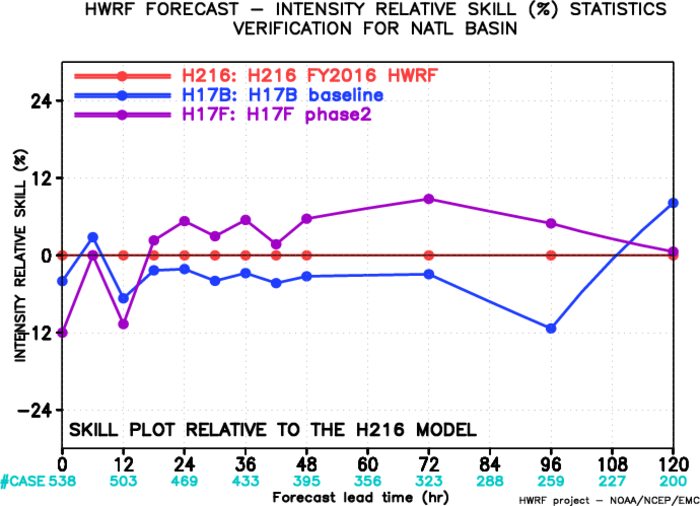 HWRF FORECAST – INTENSITY RELATIVE SKILL (%) STATISTICS
VERIFICATION FOR NATL BASIN
H216: H216 FY2016 HWRF
H17B: H17B baseline
H17F: H17F phase2
INTENSITY RELATIVE SKILL (%)
24
12
0
-12
-24
SKILL PLOT RELATIVE TO THE H216 MODEL
0 12 24 36 48 60 72 84 96 108 120
#CASE 538 503 469 433 395 356 323 288 259 227 200
Forecast lead time (hr)
HWRF project – NOAA/NCEP/EMC